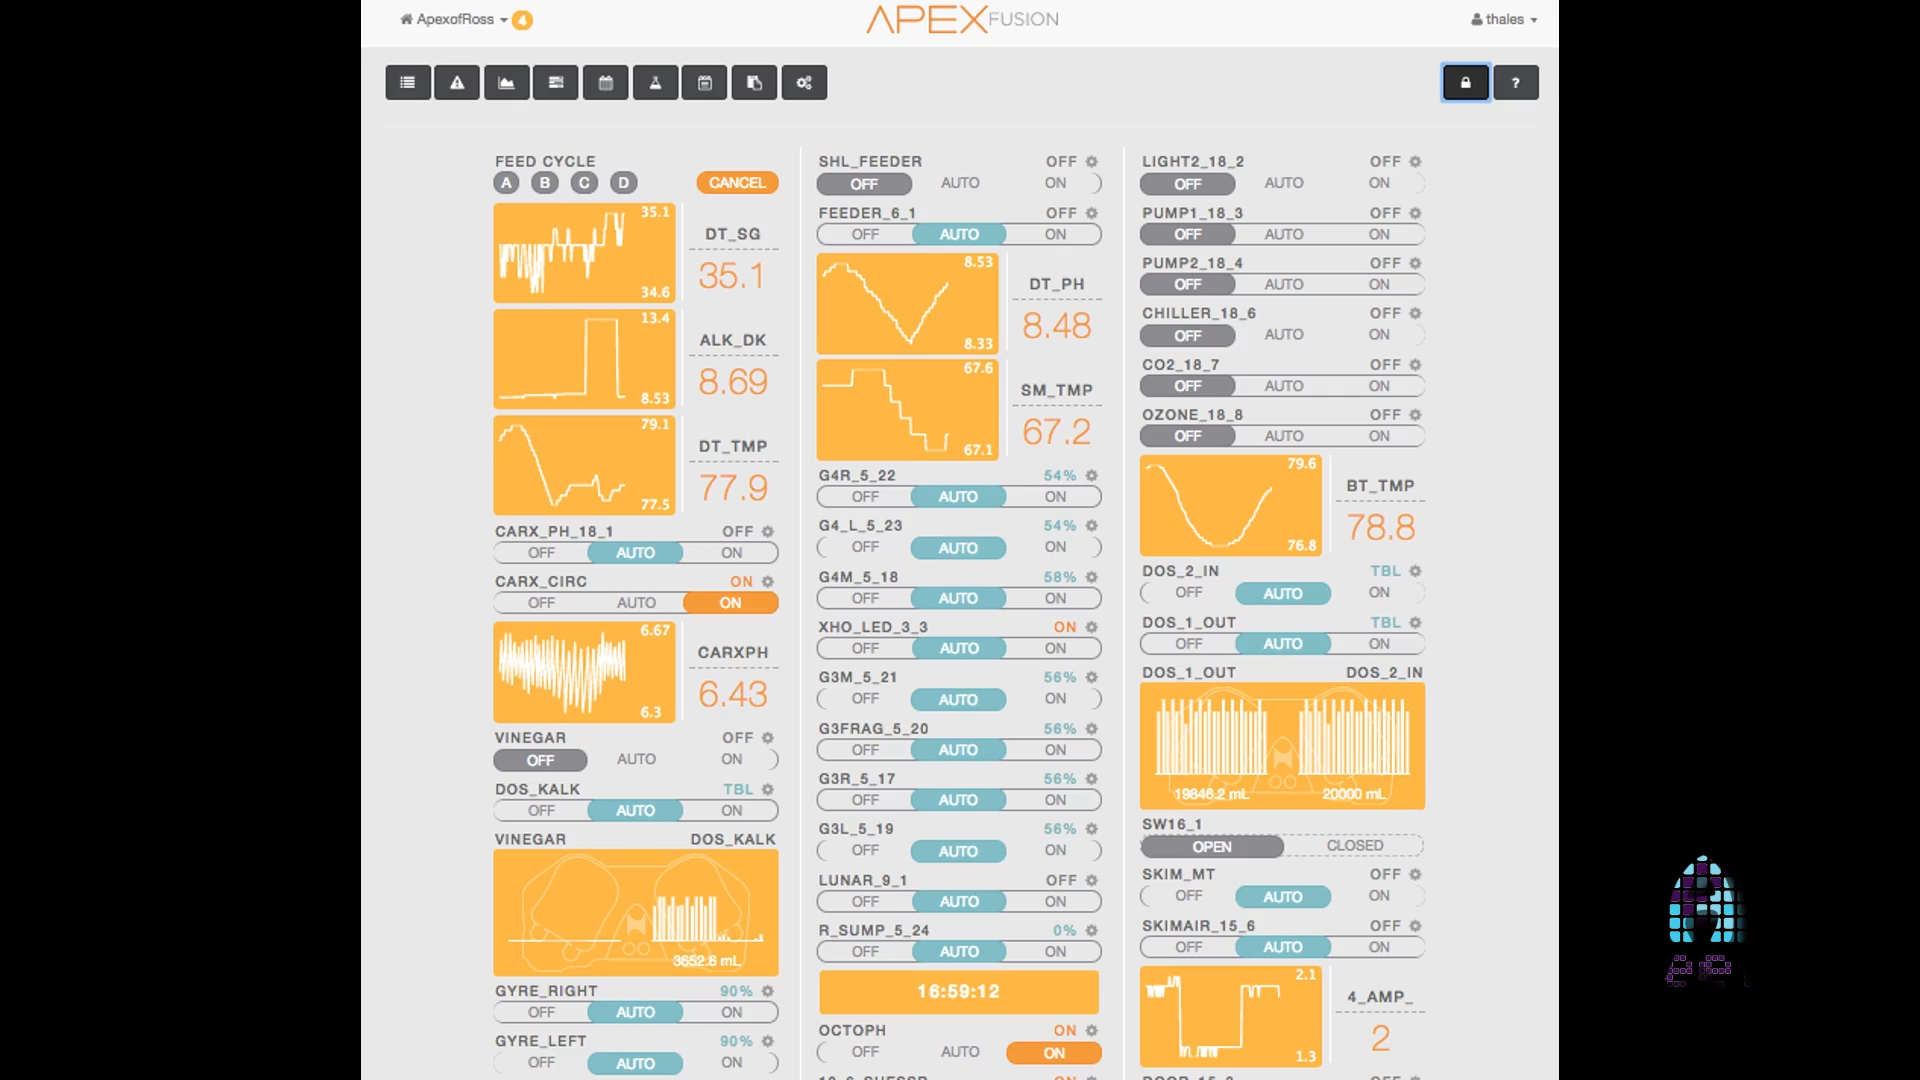 ApexofRoss 4
APEX FUSION
thales
?
FEED CYCLE
A B C D CANCEL
35.1
34.6
DT_SG
35.1
13.4
8.53
ALK_DK
8.69
79.1
77.5
DT_TMP
77.9
CARX_PH_18_1 OFF
OFF AUTO ON
CARX_CIRC ON
OFF AUTO ON
6.67
6.3
CARXPH
6.43
VINEGAR OFF
OFF AUTO ON
DOS_KALK TBL
OFF AUTO ON
VINEGAR DOS_KALK
3652.6 mL
GYRE_RIGHT 90%
OFF AUTO ON
GYRE_LEFT 90%
OFF AUTO ON
SHL_FEEDER OFF
OFF AUTO ON
FEEDER_6_1 OFF
OFF AUTO ON
8.53
8.33
DT_PH
8.48
67.6
67.1
SM_TMP
67.2
G4R_5_22 54%
OFF AUTO ON
G4_L_5_23 54%
OFF AUTO ON
G4M_5_18 58%
OFF AUTO ON
XHO_LED_3_3 ON
OFF AUTO ON
G3M_5_21 56%
OFF AUTO ON
G3FRAG_5_20 56%
OFF AUTO ON
G3R_5_17 56%
OFF AUTO ON
G3L_5_19 56%
OFF AUTO ON
LUNAR_9_1 OFF
OFF AUTO ON
R_SUMP_5_24 0%
OFF AUTO ON
16:59:12
OCTOPH ON
OFF AUTO ON
LIGHT2_18_2 OFF
OFF AUTO ON
PUMP1_18_3 OFF
OFF AUTO ON
PUMP2_18_4 OFF
OFF AUTO ON
CHILLER_18_6 OFF
OFF AUTO ON
CO2_18_7 OFF
OFF AUTO ON
OZONE_18_8 OFF
OFF AUTO ON
79.6
76.8
BT_TMP
78.8
DOS_2_IN TBL
OFF AUTO ON
DOS_1_OUT TBL
OFF AUTO ON
DOS_1_OUT DOS_2_IN
19846.2 mL 20000 mL
SW16_1
OPEN CLOSED
SKIM_MT OFF
OFF AUTO ON
SKIMAIR_15_6 OFF
OFF AUTO ON
2.1
1.3
4_AMP_
2